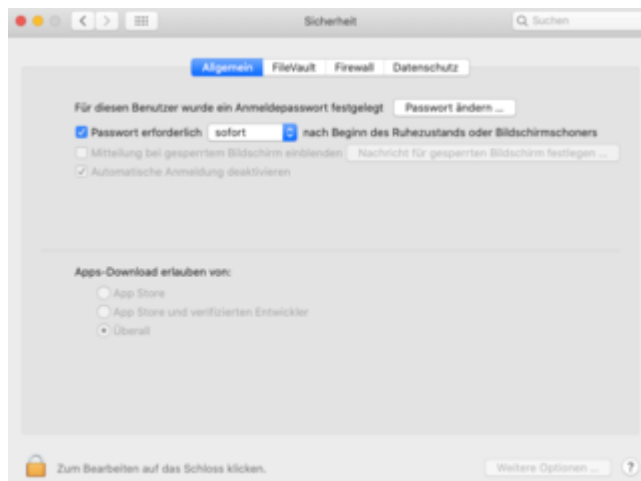 Sicherheit
Suchen
Allgemein FileVault Firewall Datenschutz
Für diesen Benutzer wurde ein Anmeldepasswort festgelegt Passwort ändern ...
Passwort erforderlich sofort nach Beginn des Ruhezustands oder Bildschirmschoners
Mitteilung bei gesperrtem Bildschirm einblenden Nachricht für gesperrten Bildschirm festlegen ...
Automatische Anmeldung deaktivieren
Apps-Download erlauben von:
App Store
App Store und verifizierten Entwickler
Überall
Zum Bearbeiten auf das Schloss klicken.
Weitere Optionen ... ?